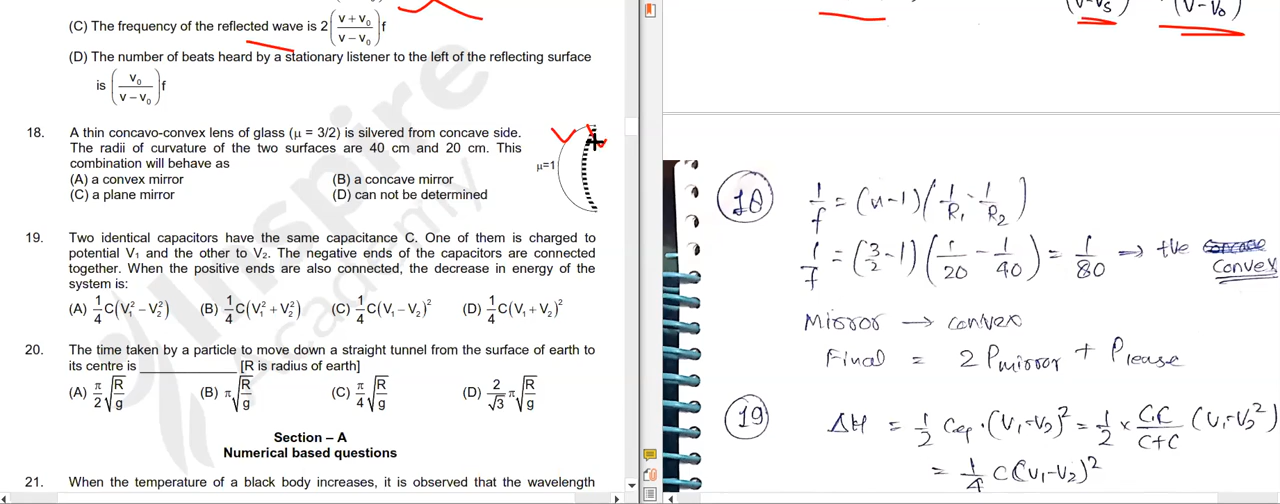 (C) The frequency of the reflected wave is 2((v + v₀)/(v – v₀))f
(D) The number of beats heard by a stationary listener to the left of the reflecting surface
is (v₀/(v – v₀))f
18. A thin concavo-convex lens of glass (μ = 3/2) is silvered from concave side.
The radii of curvature of the two surfaces are 40 cm and 20 cm. This
combination will behave as
(A) a convex mirror (B) a concave mirror
(C) a plane mirror (D) can not be determined
μ=1
19. Two identical capacitors have the same capacitance C. One of them is charged to
potential V₁ and the other to V₂. The negative ends of the capacitors are connected
together. When the positive ends are also connected, the decrease in energy of the
system is:
(A) 1/4 C(V₁² – V₂²) (B) 1/4 C(V₁² + V₂²) (C) 1/4 C(V₁ – V₂)² (D) 1/4 C(V₁ + V₂)²
20. The time taken by a particle to move down a straight tunnel from the surface of earth to
its centre is ____________ [R is radius of earth]
(A) π/2 √(R/g) (B) π√(R/g) (C) π/4 √(R/g) (D) 2/√3 π√(R/g)
Section – A
Numerical based questions
21. When the temperature of a black body increases, it is observed that the wavelength
Inspire
academy
(V-Vs) (V-V₀)
18 1/f = (μ-1)(1/R₁ - 1/R₂)
1/f = (3/2 - 1)(1/20 - 1/40) = 1/80 → +ve
Convex
Mirror → convex
Final = 2 Pmirror + Please
19 ΔH = 1/2 Ceq · (V₁-V₂)² = 1/2 × C.C/C+C (V₁-V₂²)
= 1/4 C(V₁-V₂)²